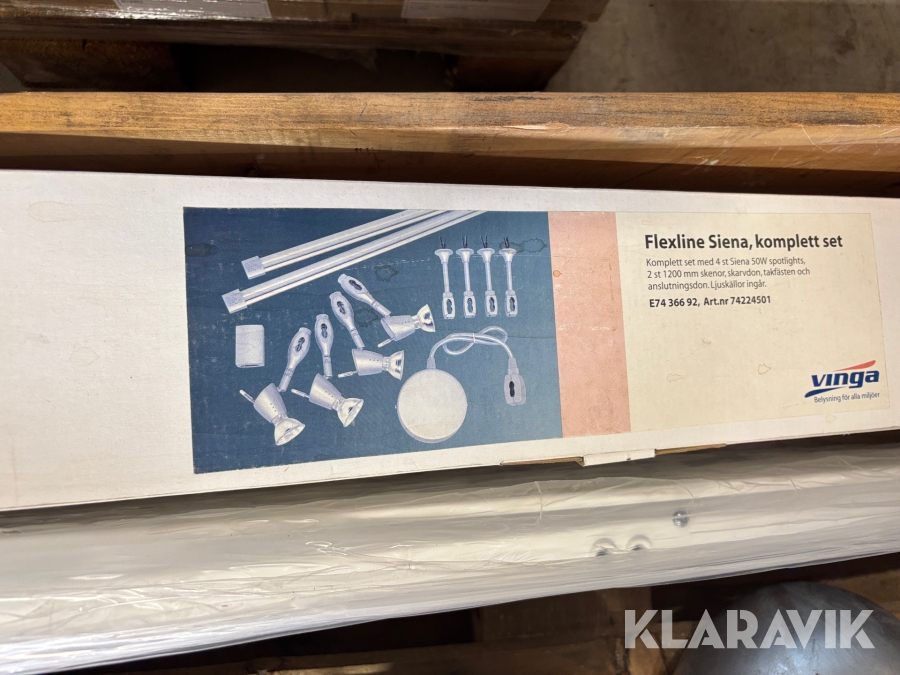 Flexline Siena, komplett set
Komplett set med 4 st Siena 50W spotlights,
2 st 1200 mm skenor, skarvdon, takfästen och
anslutningsdon. Ljuskällor ingår.
E74 366 92, Art.nr 74224501
vinga
Belysning för alla miljöer
KLARAVIK